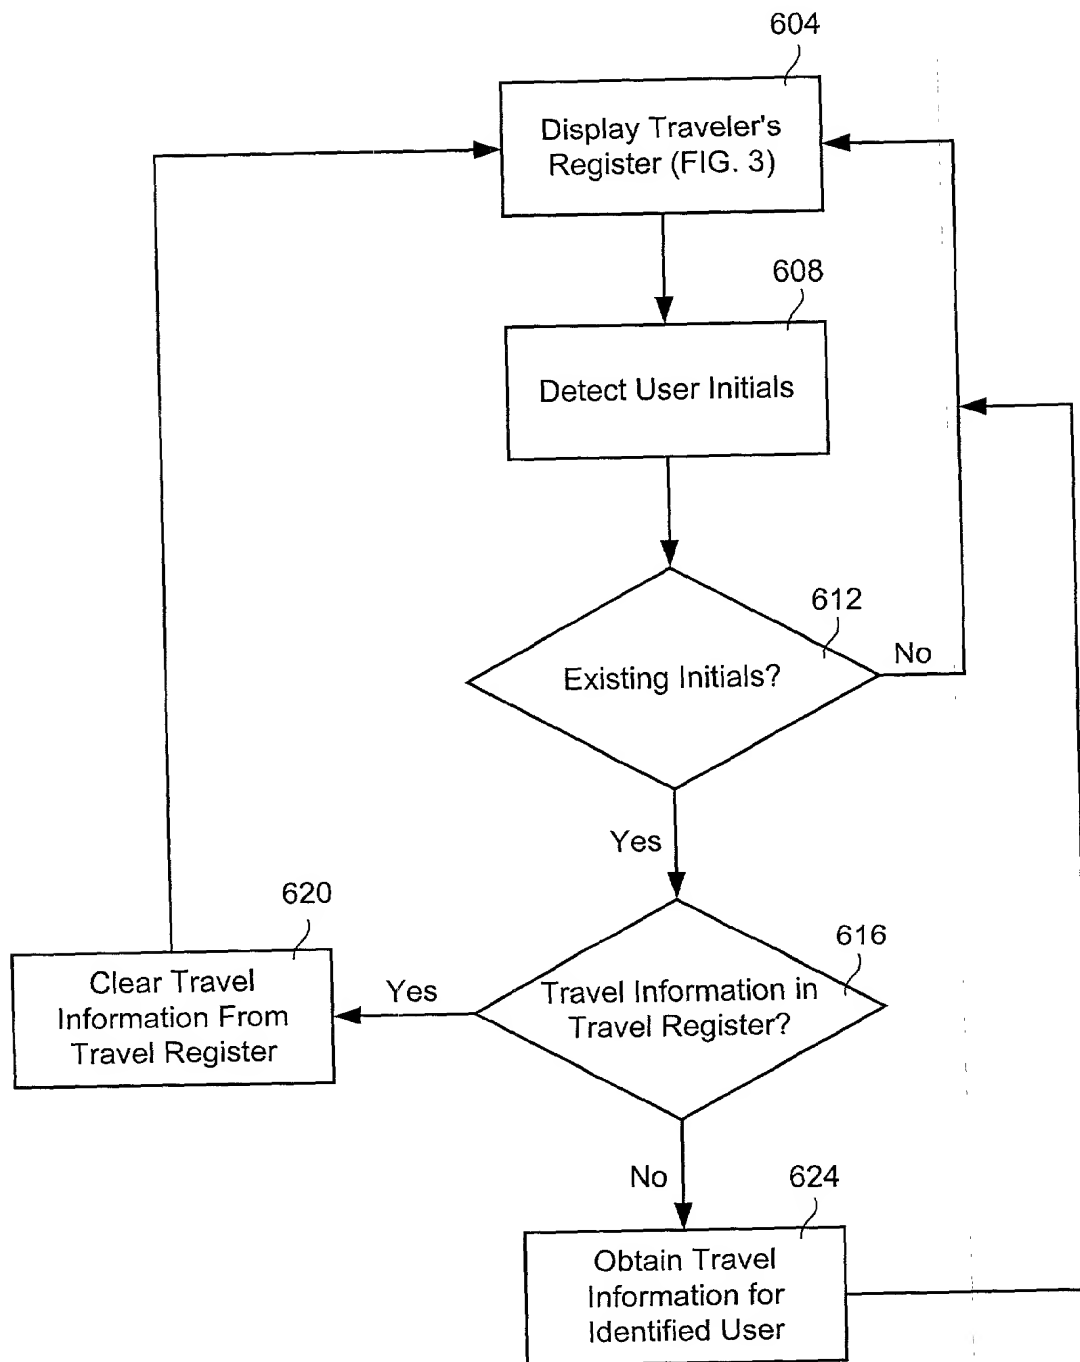 604
Display Traveler's
Register (FIG. 3)
608
Detect User Initials
612
Existing Initials?
No
Yes
620
Clear Travel
Information From
Travel Register
Yes
616
Travel Information in
Travel Register?
No
624
Obtain Travel
Information for
Identified User